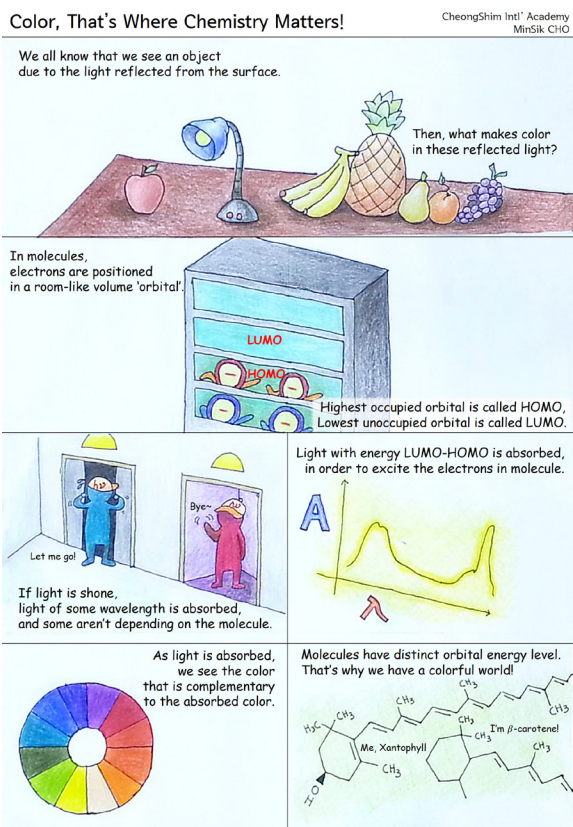 Color, That's Where Chemistry Matters!
CheongShim Intl' Academy
MinSik CHO
We all know that we see an object
due to the light reflected from the surface.
Then, what makes color
in these reflected light?
In molecules,
electrons are positioned
in a room-like volume 'orbital'.
LUMO
HOMO
Highest occupied orbital is called HOMO,
Lowest unoccupied orbital is called LUMO.
hν
Let me go!
Bye~
hν
If light is shone,
light of some wavelength is absorbed,
and some aren't depending on the molecule.
Light with energy LUMO-HOMO is absorbed,
in order to excite the electrons in molecule.
A
λ
As light is absorbed,
we see the color
that is complementary
to the absorbed color.
Molecules have distinct orbital energy level.
That's why we have a colorful world!
CH₃
CH₃
CH₃
H₃C
CH₃
CH₃
CH₃
I'm β-carotene!
Me, Xantophyll
CH₃
CH₃
HO